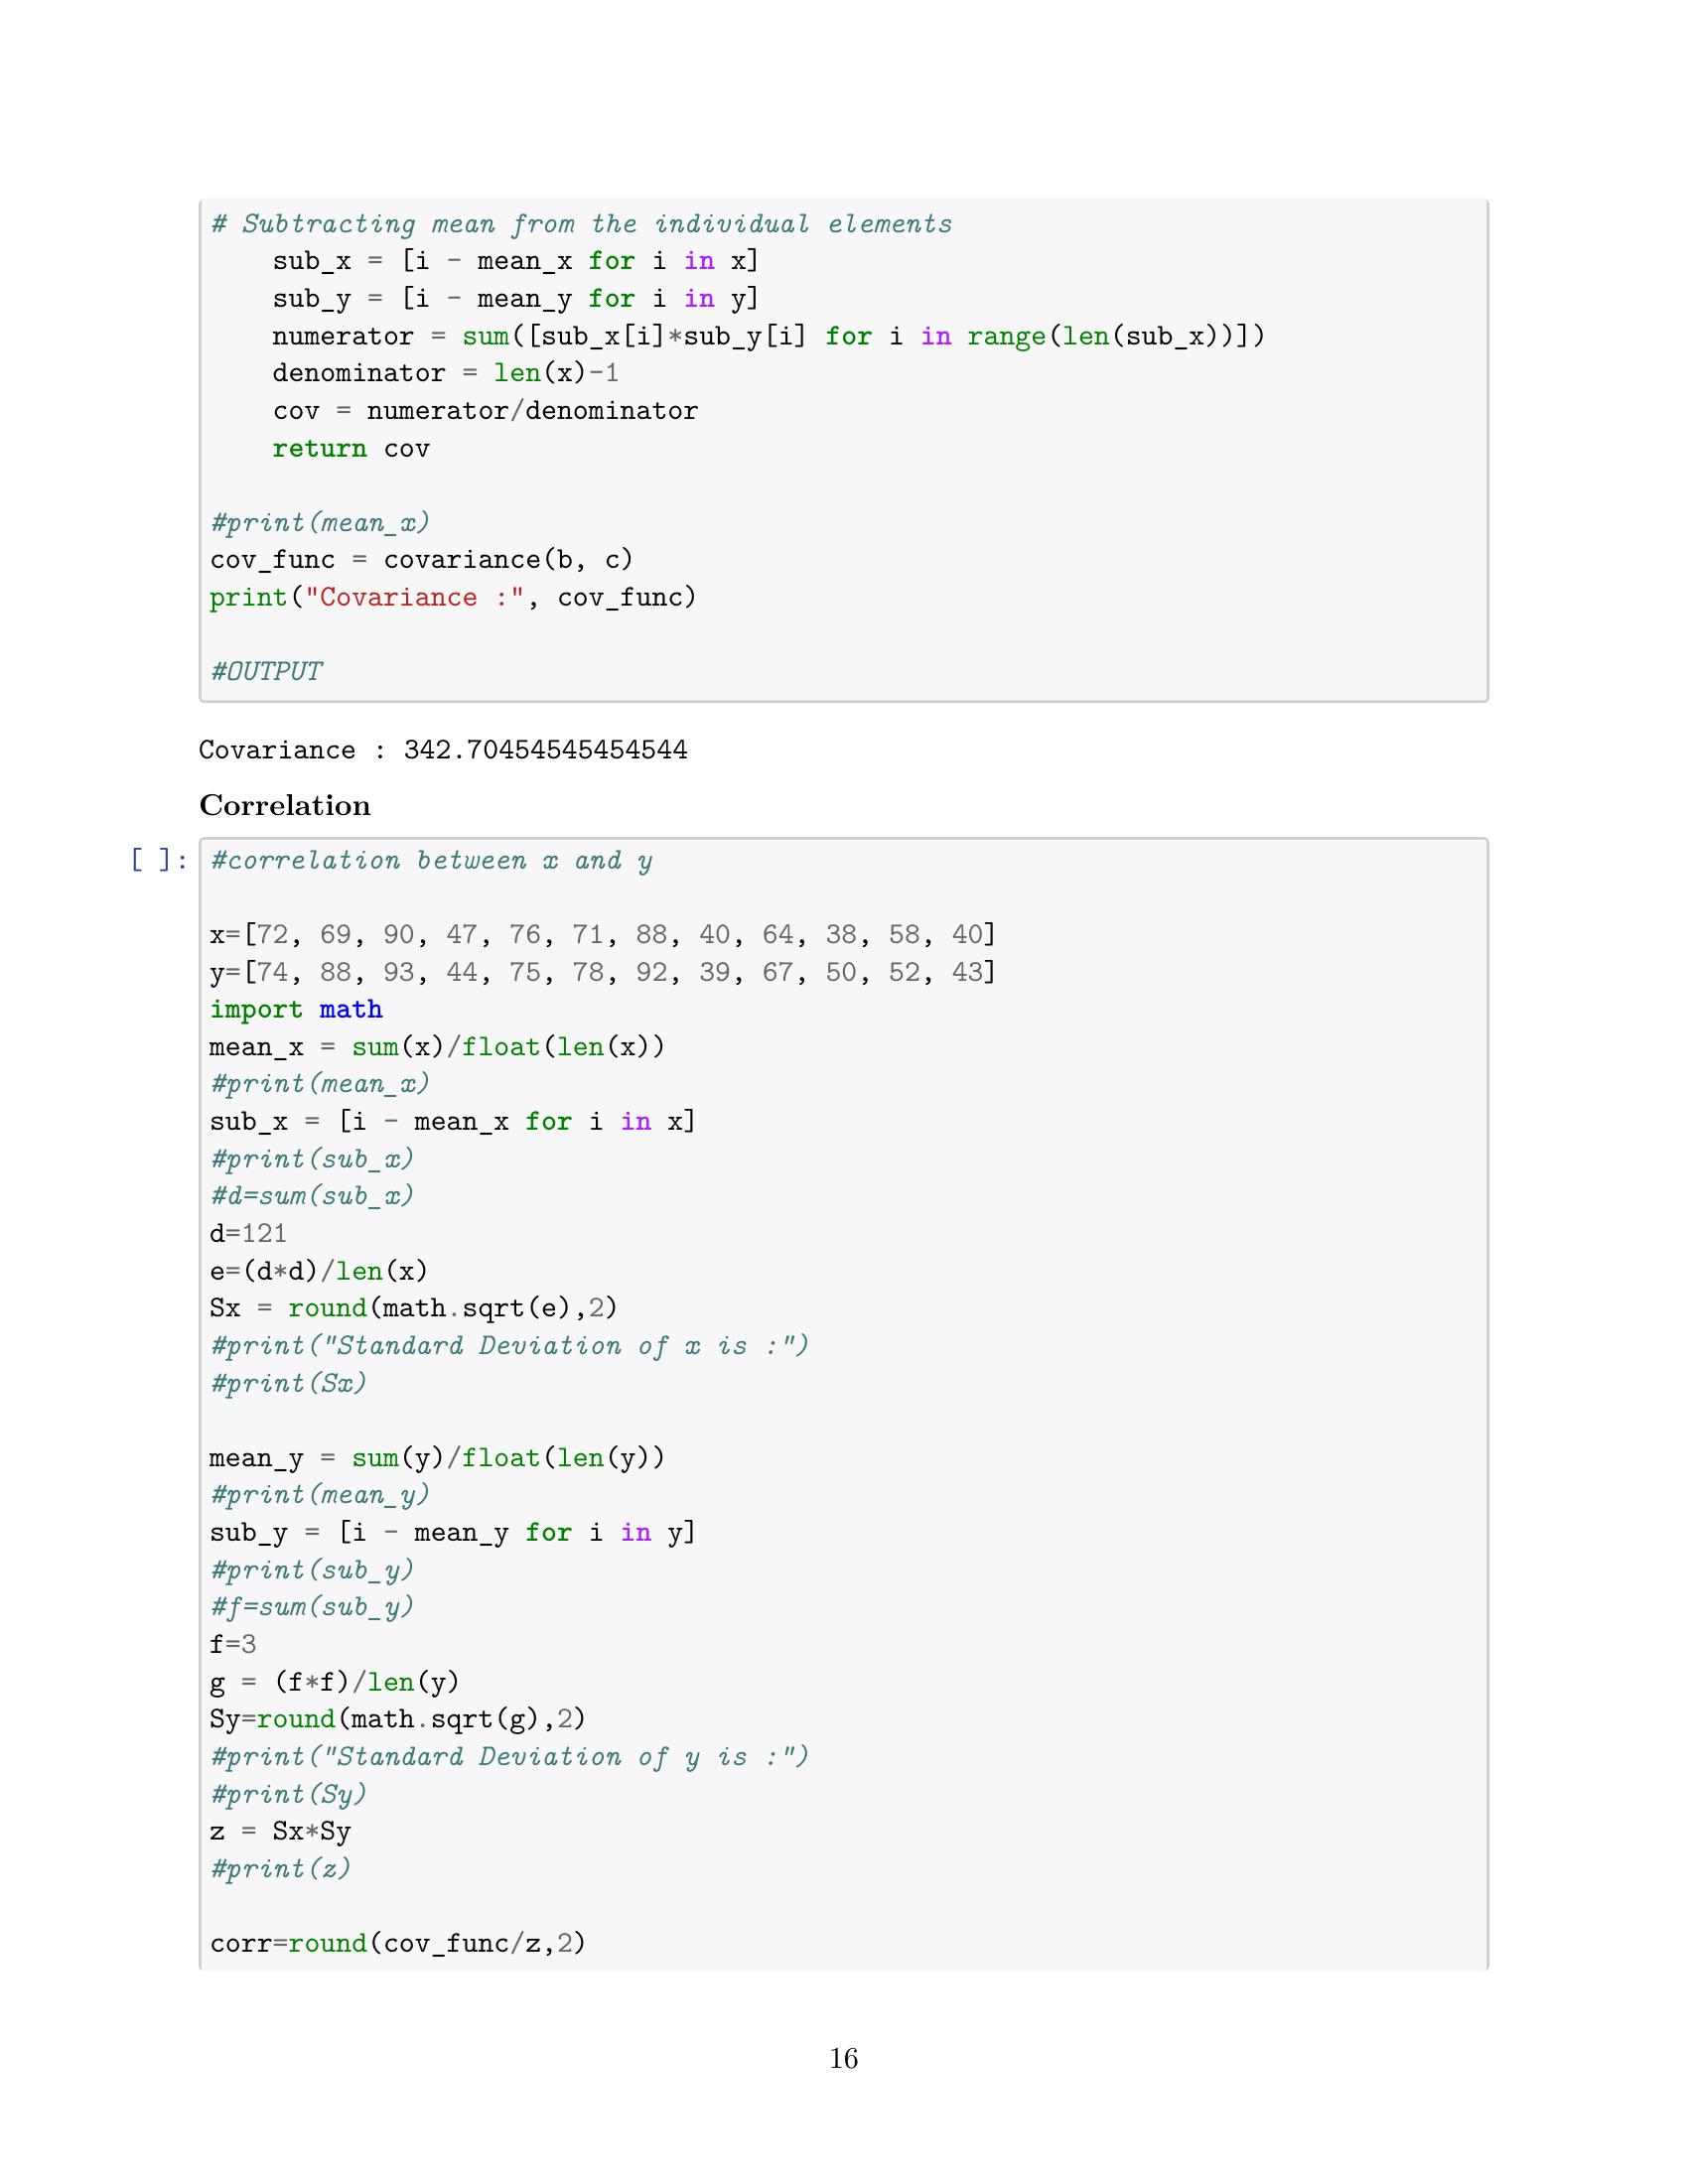 # Subtracting mean from the individual elements
    sub_x = [i - mean_x for i in x]
    sub_y = [i - mean_y for i in y]
    numerator = sum([sub_x[i]*sub_y[i] for i in range(len(sub_x))])
    denominator = len(x)-1
    cov = numerator/denominator
    return cov

#print(mean_x)
cov_func = covariance(b, c)
print("Covariance :", cov_func)

#OUTPUT
Covariance : 342.70454545454544
Correlation
[ ]: #correlation between x and y

x=[72, 69, 90, 47, 76, 71, 88, 40, 64, 38, 58, 40]
y=[74, 88, 93, 44, 75, 78, 92, 39, 67, 50, 52, 43]
import math
mean_x = sum(x)/float(len(x))
#print(mean_x)
sub_x = [i - mean_x for i in x]
#print(sub_x)
#d=sum(sub_x)
d=121
e=(d*d)/len(x)
Sx = round(math.sqrt(e),2)
#print("Standard Deviation of x is :")
#print(Sx)

mean_y = sum(y)/float(len(y))
#print(mean_y)
sub_y = [i - mean_y for i in y]
#print(sub_y)
#f=sum(sub_y)
f=3
g = (f*f)/len(y)
Sy=round(math.sqrt(g),2)
#print("Standard Deviation of y is :")
#print(Sy)
z = Sx*Sy
#print(z)

corr=round(cov_func/z,2)
16